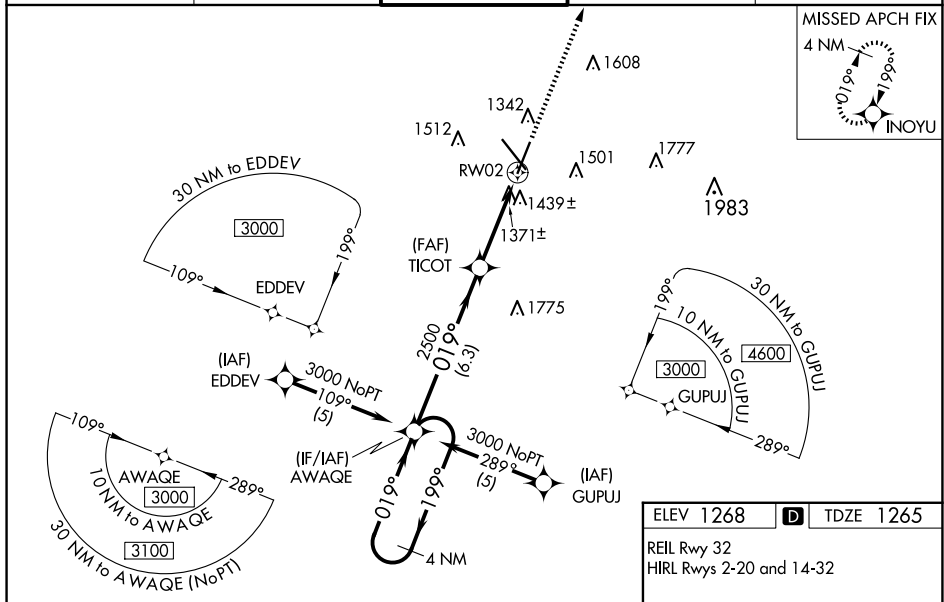 MISSED APCH FIX
4 NM
019°
199°
INOYU
1608
1342
1512
RW02
1501
1777
1983
1439±
1371±
30 NM to EDDEV
3000
109°
199°
EDDEV
(FAF)
TICOT
1775
2500
019°
(6.3)
(IAF)
EDDEV
3000 NoPT
109°
(5)
199°
30 NM to GUPUJ
10 NM to GUPUJ
4600
3000
GUPUJ
289°
(IF/IAF)
AWAQE
3000 NoPT
289°
(5)
(IAF)
GUPUJ
019°
199°
4 NM
109°
289°
AWAQE
3000
10 NM to AWAQE
3100
30 NM to AWAQE (NoPT)
ELEV 1268 D TDZE 1265
REIL Rwy 32
HIRL Rwys 2-20 and 14-32